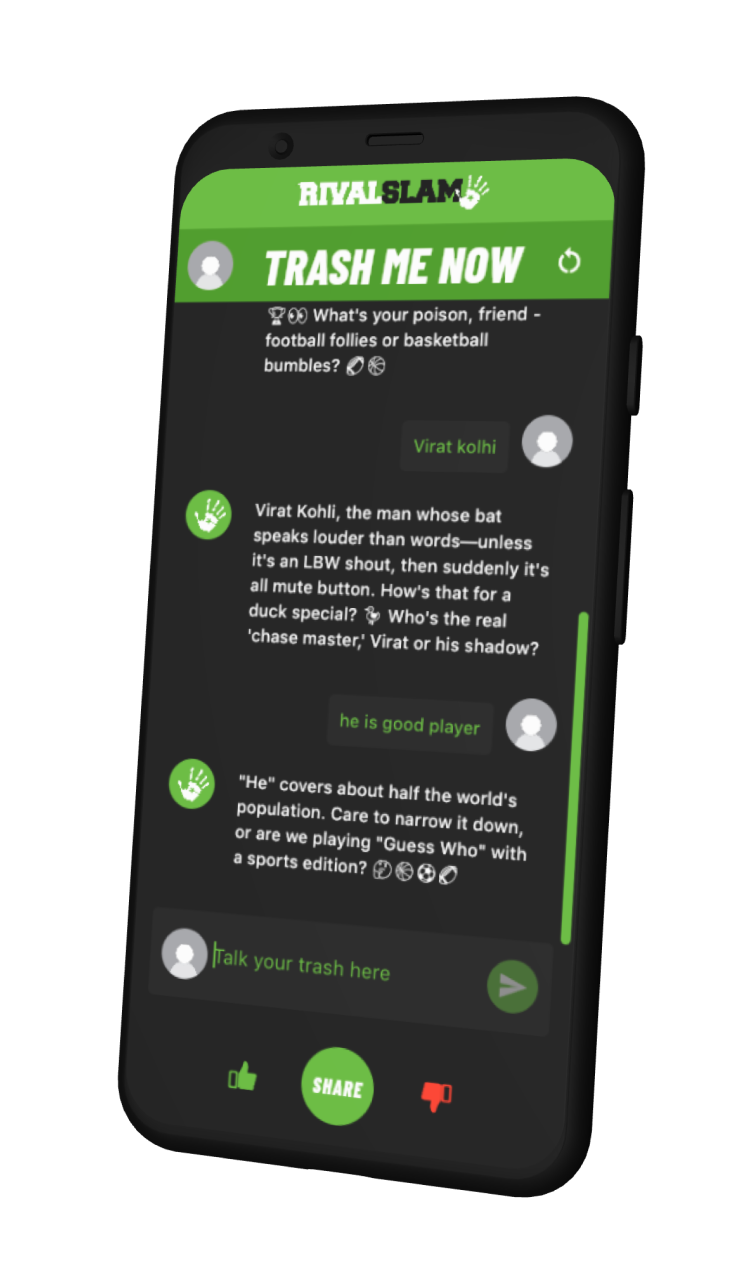 RIVALSLAM
TRASH ME NOW
🏆👀 What's your poison, friend -
football follies or basketball
bumbles? 🏈🏀
Virat kolhi
Virat Kohli, the man whose bat
speaks louder than words—unless
it's an LBW shout, then suddenly it's
all mute button. How's that for a
duck special? 🦆 Who's the real
'chase master,' Virat or his shadow?
he is good player
"He" covers about half the world's
population. Care to narrow it down,
or are we playing "Guess Who" with
a sports edition? 🤔🏀⚽🏈
Talk your trash here
SHARE